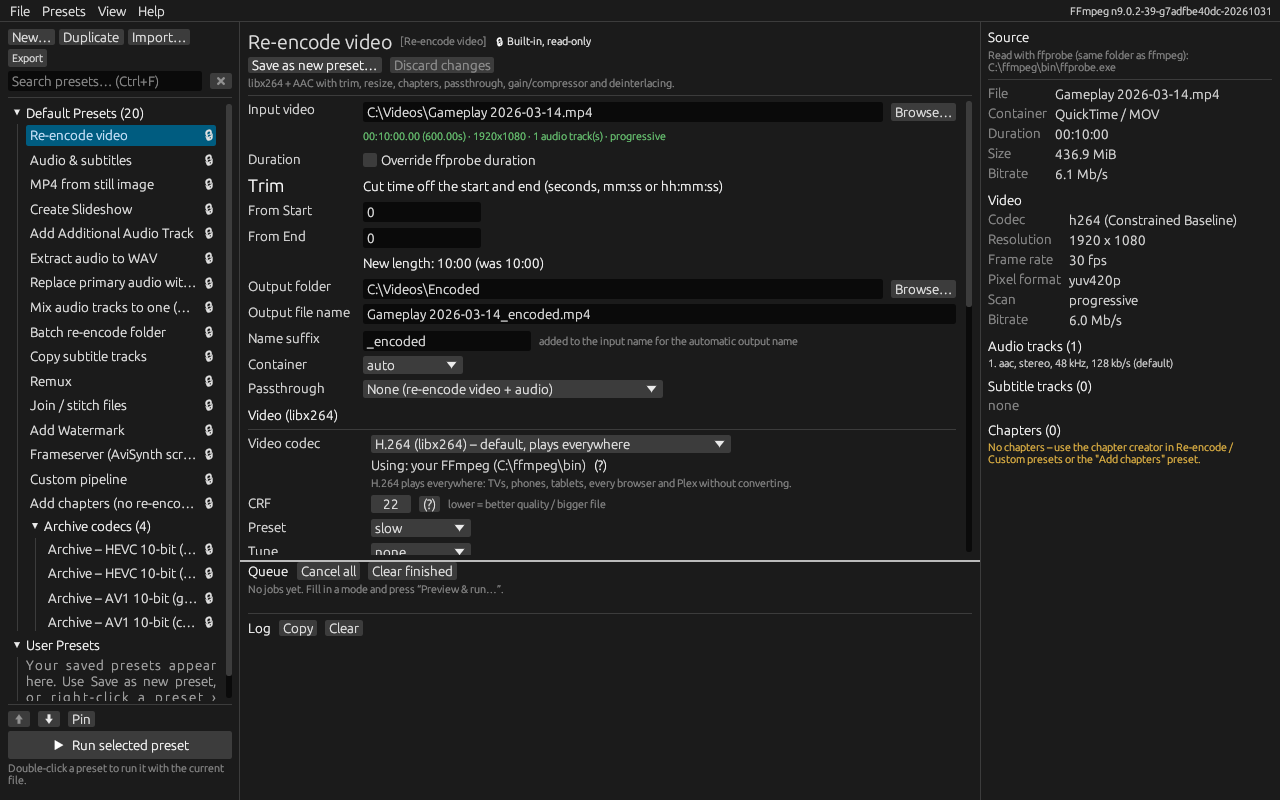 File Presets View Help
FFmpeg n9.0.2-39-g7adfbe40dc-20261031
New... Duplicate Import...
Export
Search presets... (Ctrl+F)
Default Presets (20)
Re-encode video
Audio & subtitles
MP4 from still image
Create Slideshow
Add Additional Audio Track
Extract audio to WAV
Replace primary audio wit...
Mix audio tracks to one (...
Batch re-encode folder
Copy subtitle tracks
Remux
Join / stitch files
Add Watermark
Frameserver (AviSynth scr...
Custom pipeline
Add chapters (no re-enco...
Archive codecs (4)
Archive – HEVC 10-bit (...
Archive – HEVC 10-bit (...
Archive – AV1 10-bit (g...
Archive – AV1 10-bit (c...
User Presets
Your saved presets appear
here. Use Save as new preset,
or right-click a preset ›
Pin
Run selected preset
Double-click a preset to run it with the current
file.
Re-encode video [Re-encode video] Built-in, read-only
Save as new preset... Discard changes
libx264 + AAC with trim, resize, chapters, passthrough, gain/compressor and deinterlacing.
Input video C:\Videos\Gameplay 2026-03-14.mp4 Browse...
00:10:00.00 (600.00s) · 1920x1080 · 1 audio track(s) · progressive
Duration Override ffprobe duration
Trim Cut time off the start and end (seconds, mm:ss or hh:mm:ss)
From Start 0
From End 0
New length: 10:00 (was 10:00)
Output folder C:\Videos\Encoded Browse...
Output file name Gameplay 2026-03-14_encoded.mp4
Name suffix _encoded added to the input name for the automatic output name
Container auto
Passthrough None (re-encode video + audio)
Video (libx264)
Video codec H.264 (libx264) – default, plays everywhere
Using: your FFmpeg (C:\ffmpeg\bin) (?)
H.264 plays everywhere: TVs, phones, tablets, every browser and Plex without converting.
CRF 22 (?) lower = better quality / bigger file
Preset slow
Tune none
Queue Cancel all Clear finished
No jobs yet. Fill in a mode and press "Preview & run...".
Log Copy Clear
Source
Read with ffprobe (same folder as ffmpeg):
C:\ffmpeg\bin\ffprobe.exe
File Gameplay 2026-03-14.mp4
Container QuickTime / MOV
Duration 00:10:00
Size 436.9 MiB
Bitrate 6.1 Mb/s
Video
Codec h264 (Constrained Baseline)
Resolution 1920 x 1080
Frame rate 30 fps
Pixel format yuv420p
Scan progressive
Bitrate 6.0 Mb/s
Audio tracks (1)
1. aac, stereo, 48 kHz, 128 kb/s (default)
Subtitle tracks (0)
none
Chapters (0)
No chapters – use the chapter creator in Re-encode /
Custom presets or the "Add chapters" preset.